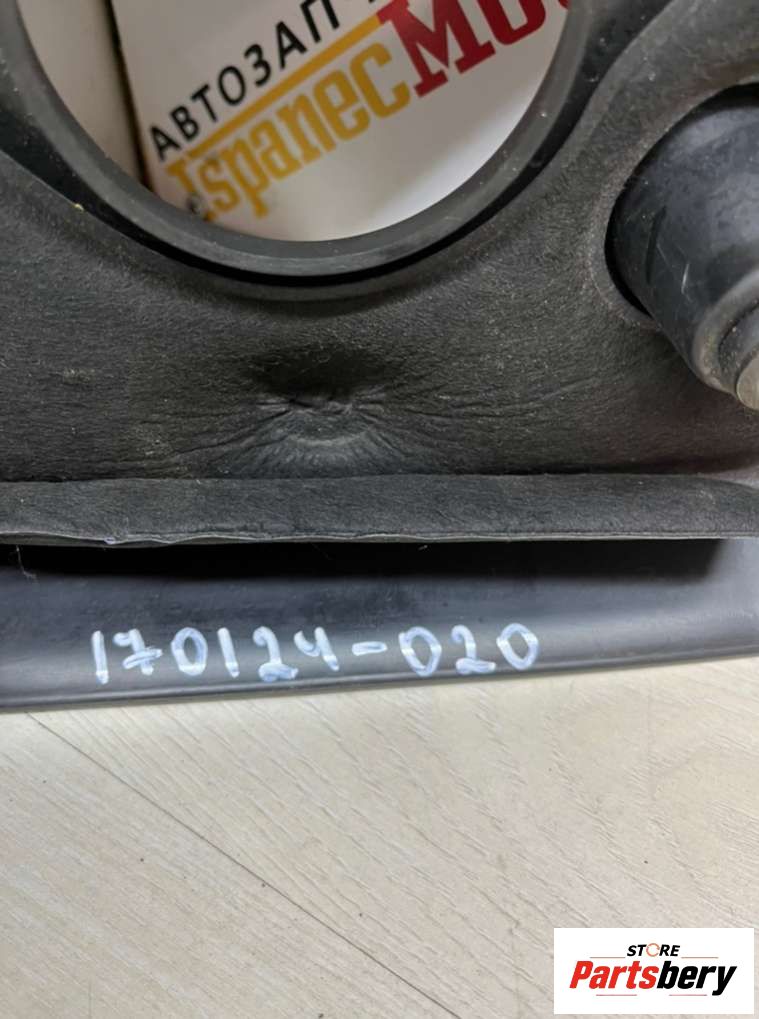 АВТОЗАП
IspanecMo
170124-020
STORE
Partsbery